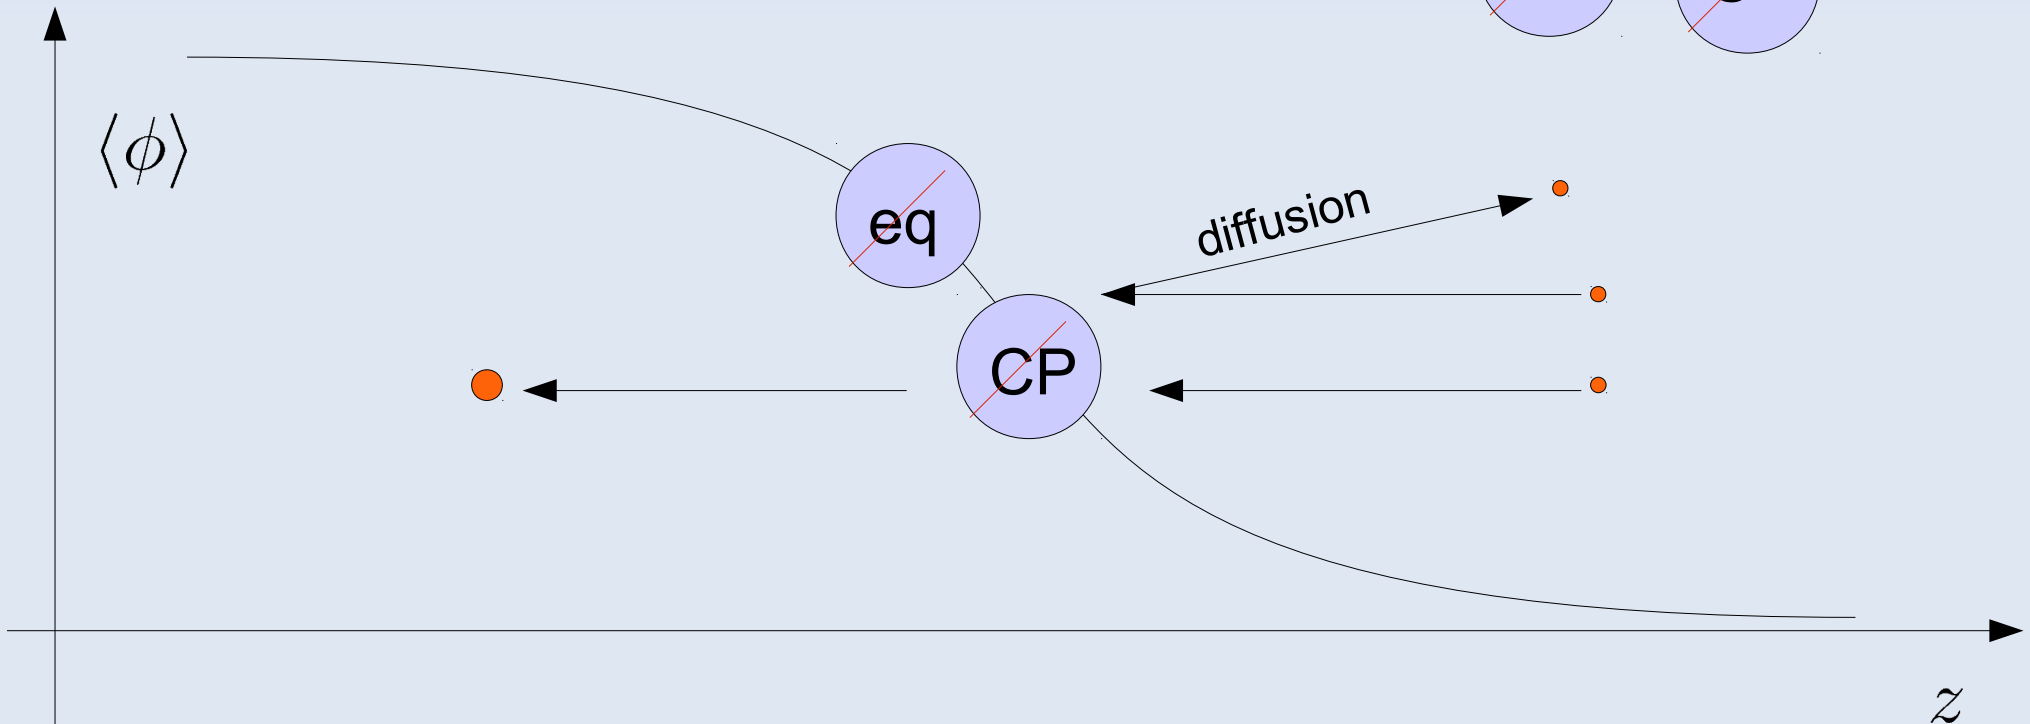 ⟨ϕ⟩
eq
diffusion
CP
z